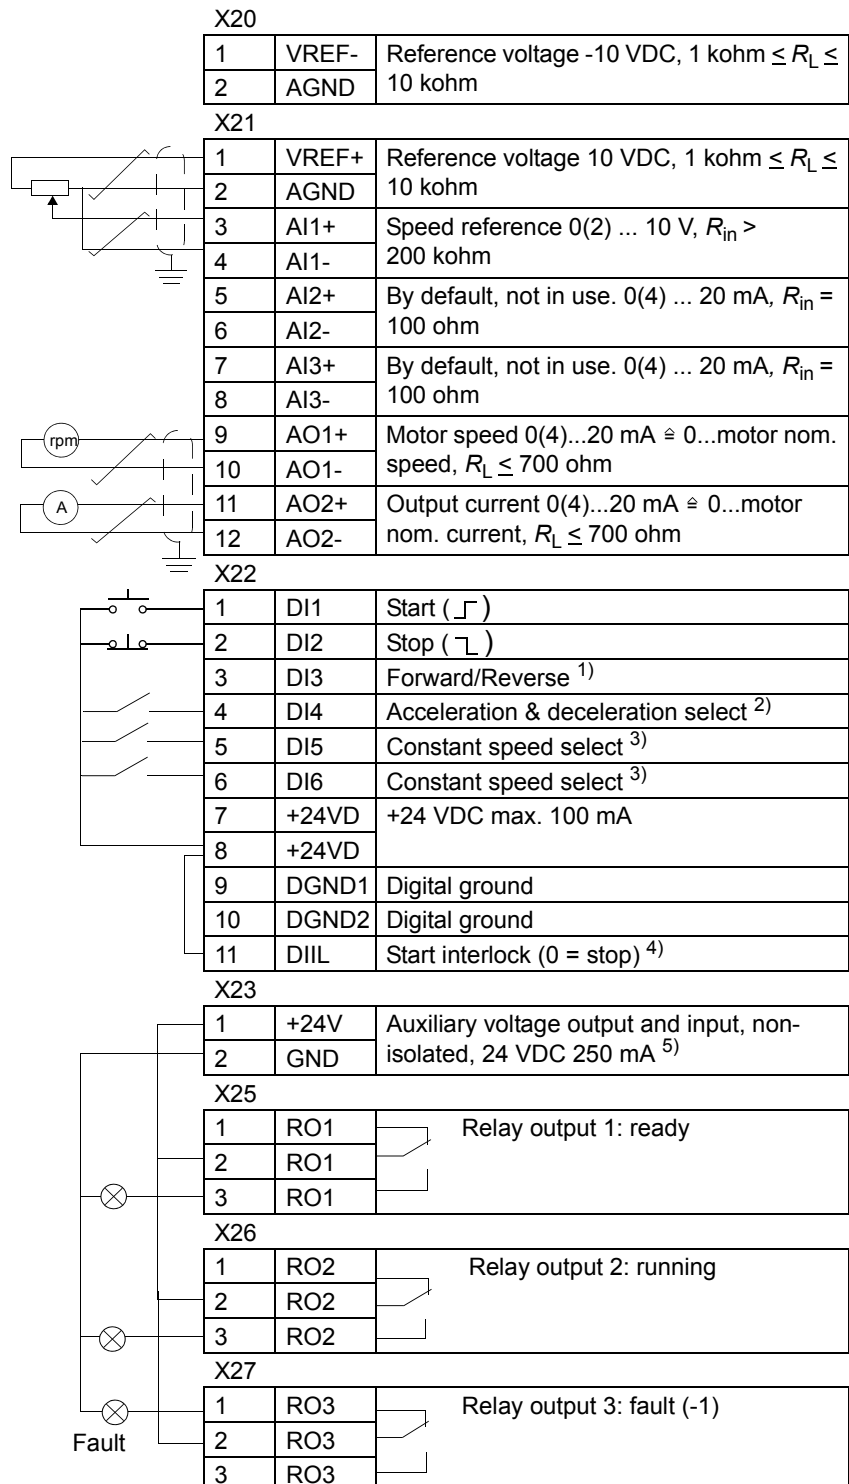 X20
1 VREF- Reference voltage -10 VDC, 1 kohm ≤ RL ≤
2 AGND 10 kohm
X21
1 VREF+ Reference voltage 10 VDC, 1 kohm ≤ RL ≤
2 AGND 10 kohm
3 AI1+ Speed reference 0(2) ... 10 V, Rin >
4 AI1- 200 kohm
5 AI2+ By default, not in use. 0(4) ... 20 mA, Rin =
6 AI2- 100 ohm
7 AI3+ By default, not in use. 0(4) ... 20 mA, Rin =
8 AI3- 100 ohm
rpm 9 AO1+ Motor speed 0(4)...20 mA ≙ 0...motor nom.
10 AO1- speed, RL ≤ 700 ohm
A 11 AO2+ Output current 0(4)...20 mA ≙ 0...motor
12 AO2- nom. current, RL ≤ 700 ohm
X22
1 DI1 Start ( )
2 DI2 Stop ( )
3 DI3 Forward/Reverse 1)
4 DI4 Acceleration & deceleration select 2)
5 DI5 Constant speed select 3)
6 DI6 Constant speed select 3)
7 +24VD +24 VDC max. 100 mA
8 +24VD
9 DGND1 Digital ground
10 DGND2 Digital ground
11 DIIL Start interlock (0 = stop) 4)
X23
1 +24V Auxiliary voltage output and input, non-
2 GND isolated, 24 VDC 250 mA 5)
X25
1 RO1 Relay output 1: ready
2 RO1
3 RO1
X26
1 RO2 Relay output 2: running
2 RO2
3 RO2
X27
1 RO3 Relay output 3: fault (-1)
Fault 2 RO3
3 RO3